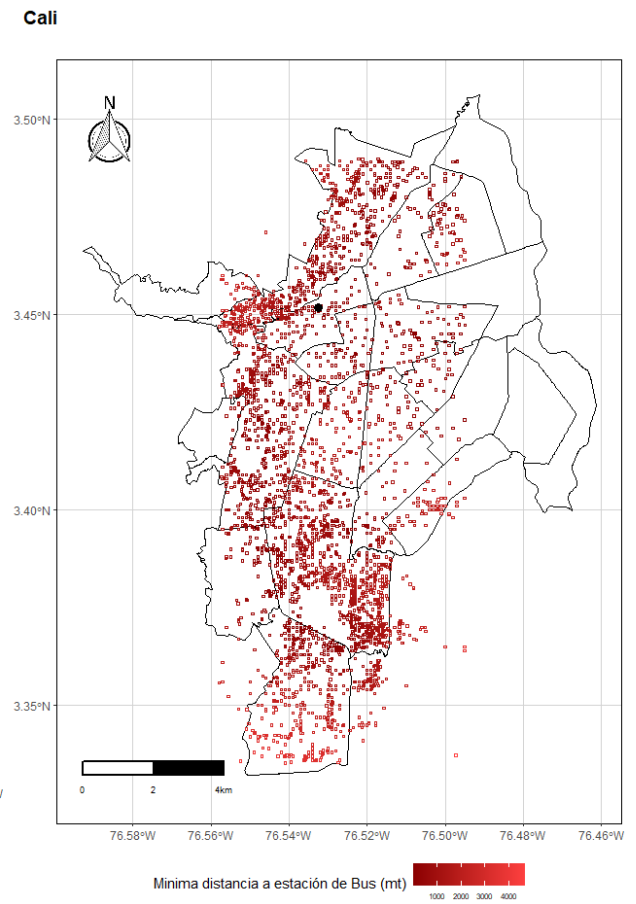 Cali
N
3.50°N
3.45°N
3.40°N
3.35°N
0 2 4km
76.58°W 76.56°W 76.54°W 76.52°W 76.50°W 76.48°W 76.46°W
Minima distancia a estación de Bus (mt)
1000 2000 3000 4000